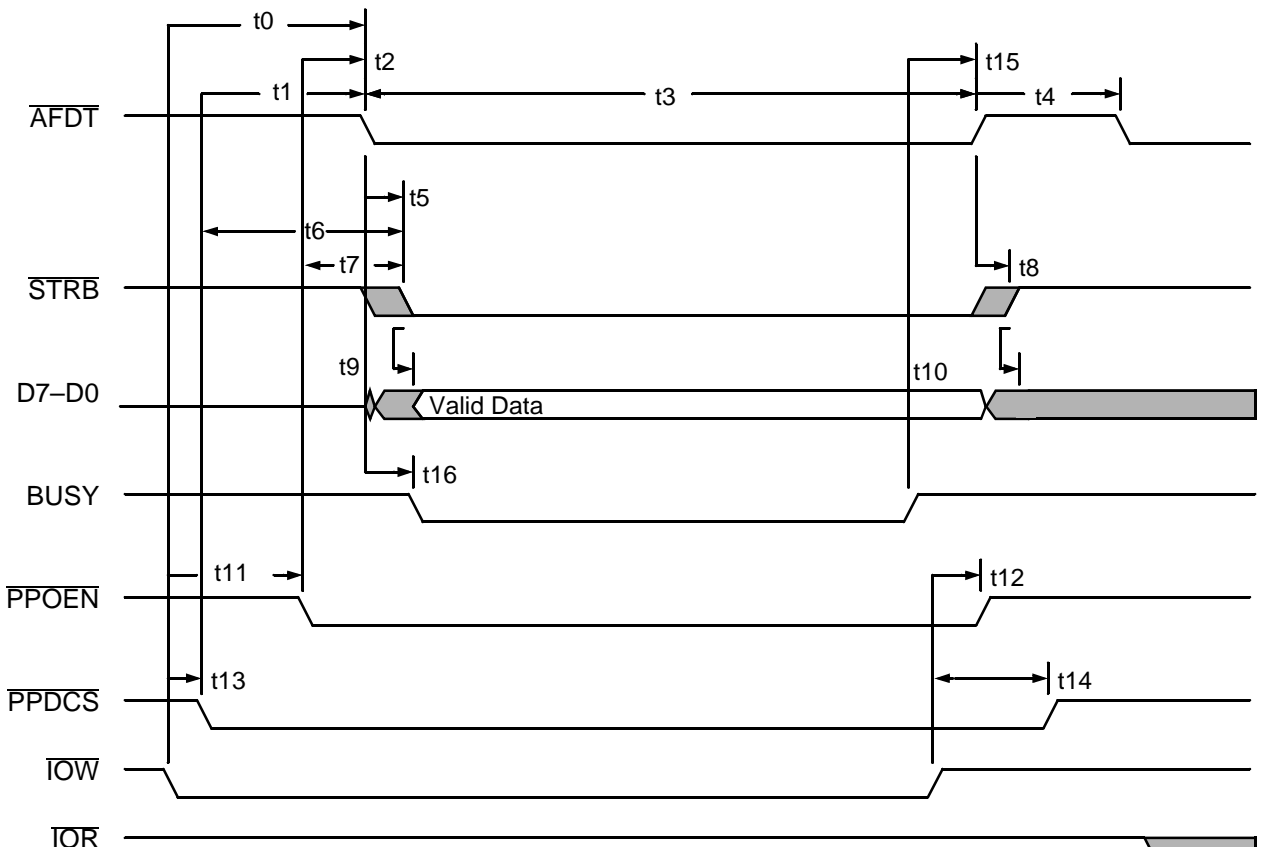 t0
t2
t15
t1
t3
t4
AFDT
t5
t6
t7
t8
STRB
t9
t10
D7–D0
Valid Data
t16
BUSY
t11
t12
PPOEN
t13
t14
PPDCS
IOW
IOR